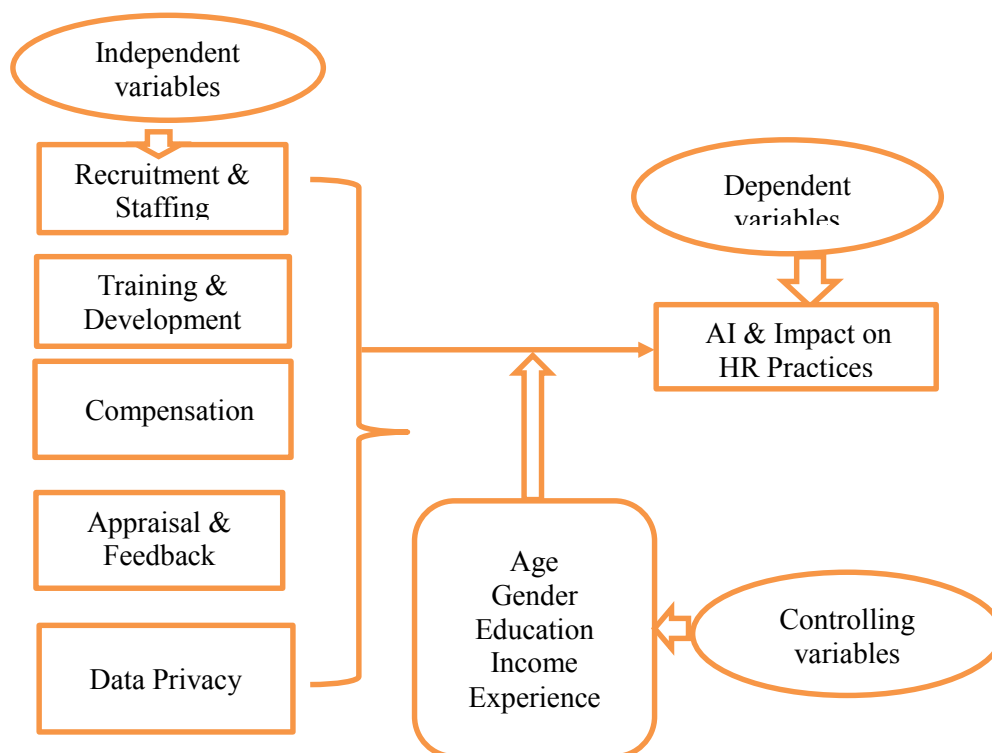 Independent
variables
Recruitment &
Staffing
Training &
Development
Compensation
Appraisal &
Feedback
Data Privacy
Dependent
variables
AI & Impact on
HR Practices
Age
Gender
Education
Income
Experience
Controlling
variables